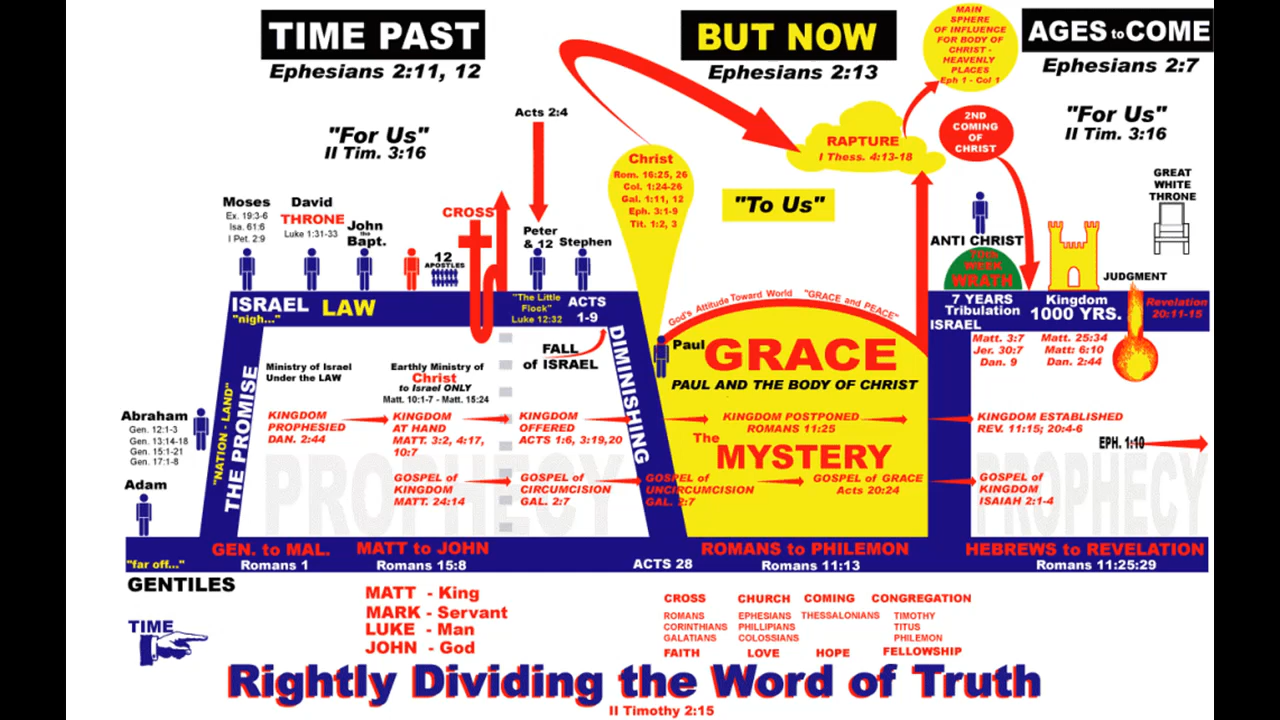 TIME PAST
Ephesians 2:11, 12
"For Us"
II Tim. 3:16
BUT NOW
Ephesians 2:13
"To Us"
AGES to COME
Ephesians 2:7
"For Us"
II Tim. 3:16
MAIN
SPHERE
OF INFLUENCE
FOR BODY OF
CHRIST -
HEAVENLY
PLACES
Eph 1 - Col 1
2ND
COMING
OF
CHRIST
RAPTURE
I Thess. 4:13-18
GREAT
WHITE
THRONE
Acts 2:4
Christ
Rom. 16:25, 26
Col. 1:24-26
Gal. 1:11, 12
Eph. 3:1-9
Tit. 1:2, 3
Moses
Ex. 19:3-6
Isa. 61:6
I Pet. 2:9
David
THRONE
Luke 1:31-33
John
the
Bapt.
12
APOSTLES
CROSS
Peter
& 12
Stephen
ANTI CHRIST
70th
WEEK
WRATH
JUDGMENT
ISRAEL
"nigh..."
LAW
"The Little
Flock"
Luke 12:32
ACTS
1-9
7 YEARS
Tribulation
ISRAEL
Kingdom
1000 YRS.
Revelation
20:11-15
God's Attitude Toward World "GRACE and PEACE"
Matt. 3:7
Jer. 30:7
Dan. 9
Matt. 25:34
Matt: 6:10
Dan. 2:44
FALL
of ISRAEL
DIMINISHING
Paul
GRACE
PAUL AND THE BODY OF CHRIST
Ministry of Israel
Under the LAW
Earthly Ministry of
Christ
to Israel ONLY
Matt. 10:1-7 - Matt. 15:24
"NATION - LAND"
THE PROMISE
Abraham
Gen. 12:1-3
Gen. 13:14-18
Gen. 15:1-21
Gen. 17:1-8
KINGDOM
PROPHESIED
DAN. 2:44
KINGDOM
AT HAND
MATT. 3:2, 4:17,
10:7
KINGDOM
OFFERED
ACTS 1:6, 3:19,20
KINGDOM POSTPONED
ROMANS 11:25
KINGDOM ESTABLISHED
REV. 11:15; 20:4-6
EPH. 1:10
The
MYSTERY
PROPHECY
PROPHECY
GOSPEL of
KINGDOM
MATT. 24:14
GOSPEL of
CIRCUMCISION
GAL. 2:7
GOSPEL of
UNCIRCUMCISION
GAL. 2:7
GOSPEL of GRACE
Acts 20:24
GOSPEL of
KINGDOM
ISAIAH 2:1-4
Adam
"far off..."
GENTILES
GEN. to MAL.
Romans 1
MATT to JOHN
Romans 15:8
ACTS 28
ROMANS to PHILEMON
Romans 11:13
HEBREWS to REVELATION
Romans 11:25:29
TIME
MATT - King
MARK - Servant
LUKE - Man
JOHN - God
CROSS CHURCH COMING CONGREGATION
ROMANS EPHESIANS THESSALONIANS TIMOTHY
CORINTHIANS PHILLIPIANS TITUS
GALATIANS COLOSSIANS PHILEMON
FAITH LOVE HOPE FELLOWSHIP
Rightly Dividing the Word of Truth
II Timothy 2:15